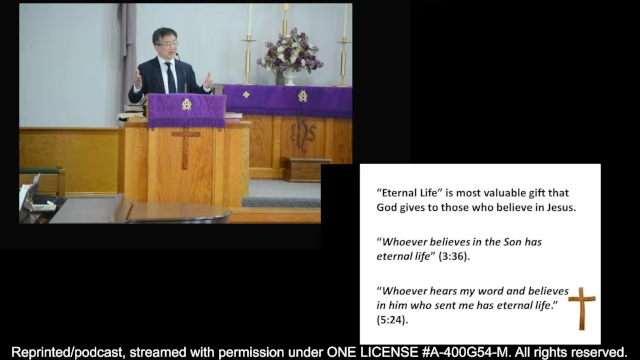 “Eternal Life” is most valuable gift that
God gives to those who believe in Jesus.
“Whoever believes in the Son has
eternal life” (3:36).
“Whoever hears my word and believes
in him who sent me has eternal life.”
(5:24).
Reprinted/podcast, streamed with permission under ONE LICENSE #A-400G54-M. All rights reserved.